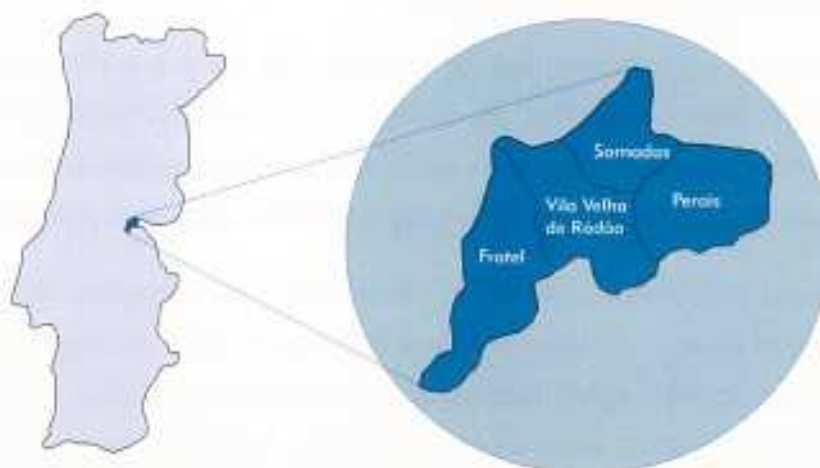 Sarnadas
Vila Velha
de Ródão
Perais
Fratel